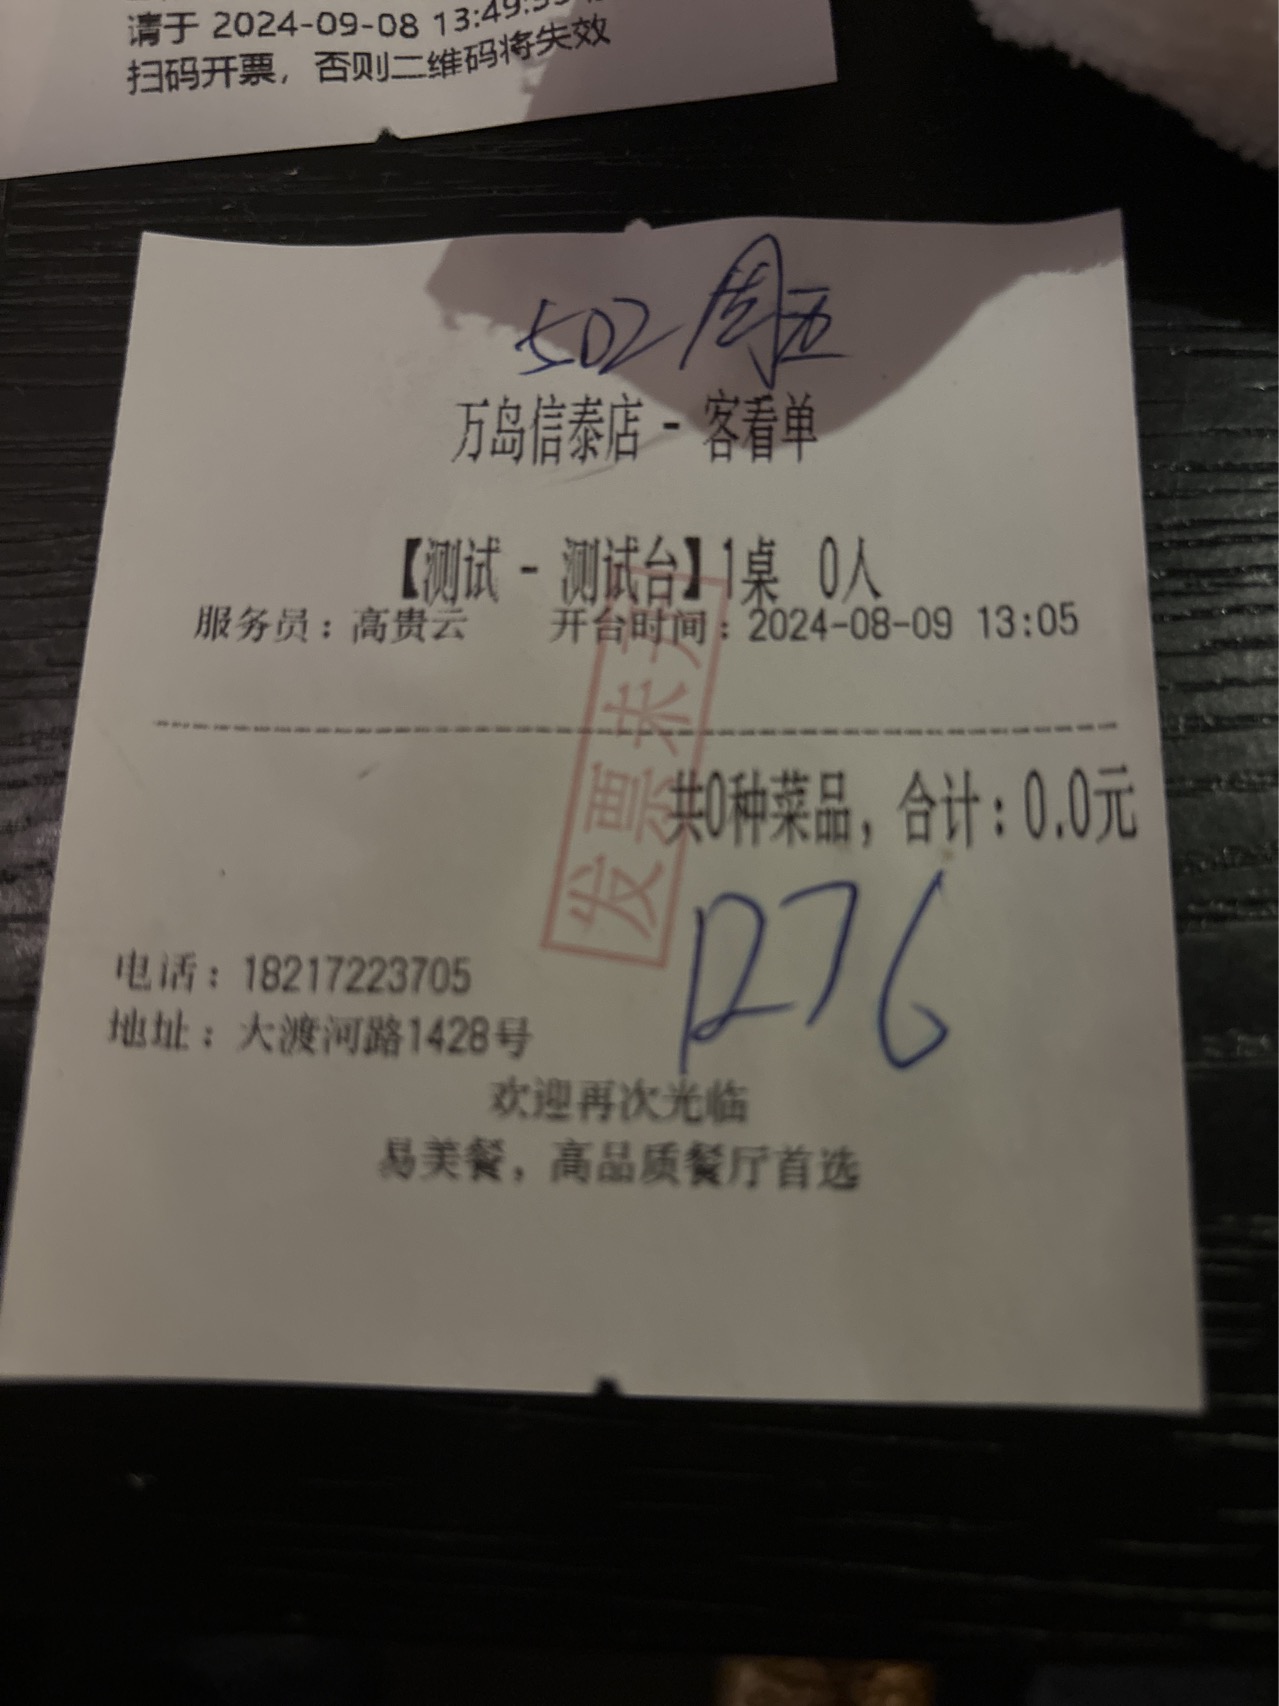 请于 2024-09-08 13:49:
扫码开票，否则二维码将失效
502 周五
万岛信泰店 - 客看单
【测试 - 测试台】1桌 0人
服务员：高贵云 开台时间：2024-08-09 13:05
发票未开
共0种菜品，合计：0.0元
1276
电话：18217223705
地址：大渡河路1428号
欢迎再次光临
易美餐，高品质餐厅首选